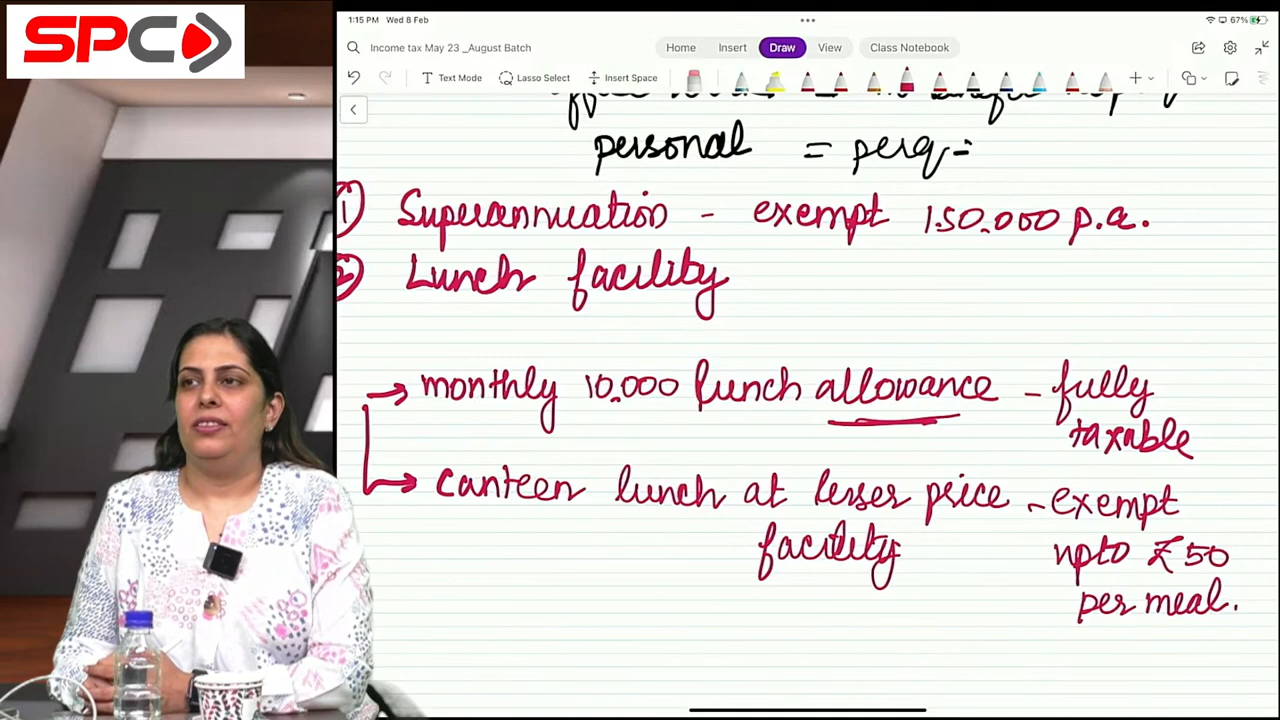 SPC
1:15 PM Wed 8 Feb
67%
Income tax May 23 _August Batch
Home Insert Draw View Class Notebook
Text Mode Lasso Select Insert Space
personal = perq =
① Superannuation - exempt 1.50.000 p.a.
② Lunch facility
→ monthly 10.000 lunch allowance - fully
taxable
→ canteen lunch at lesser price - exempt
facility upto ₹50
per meal.